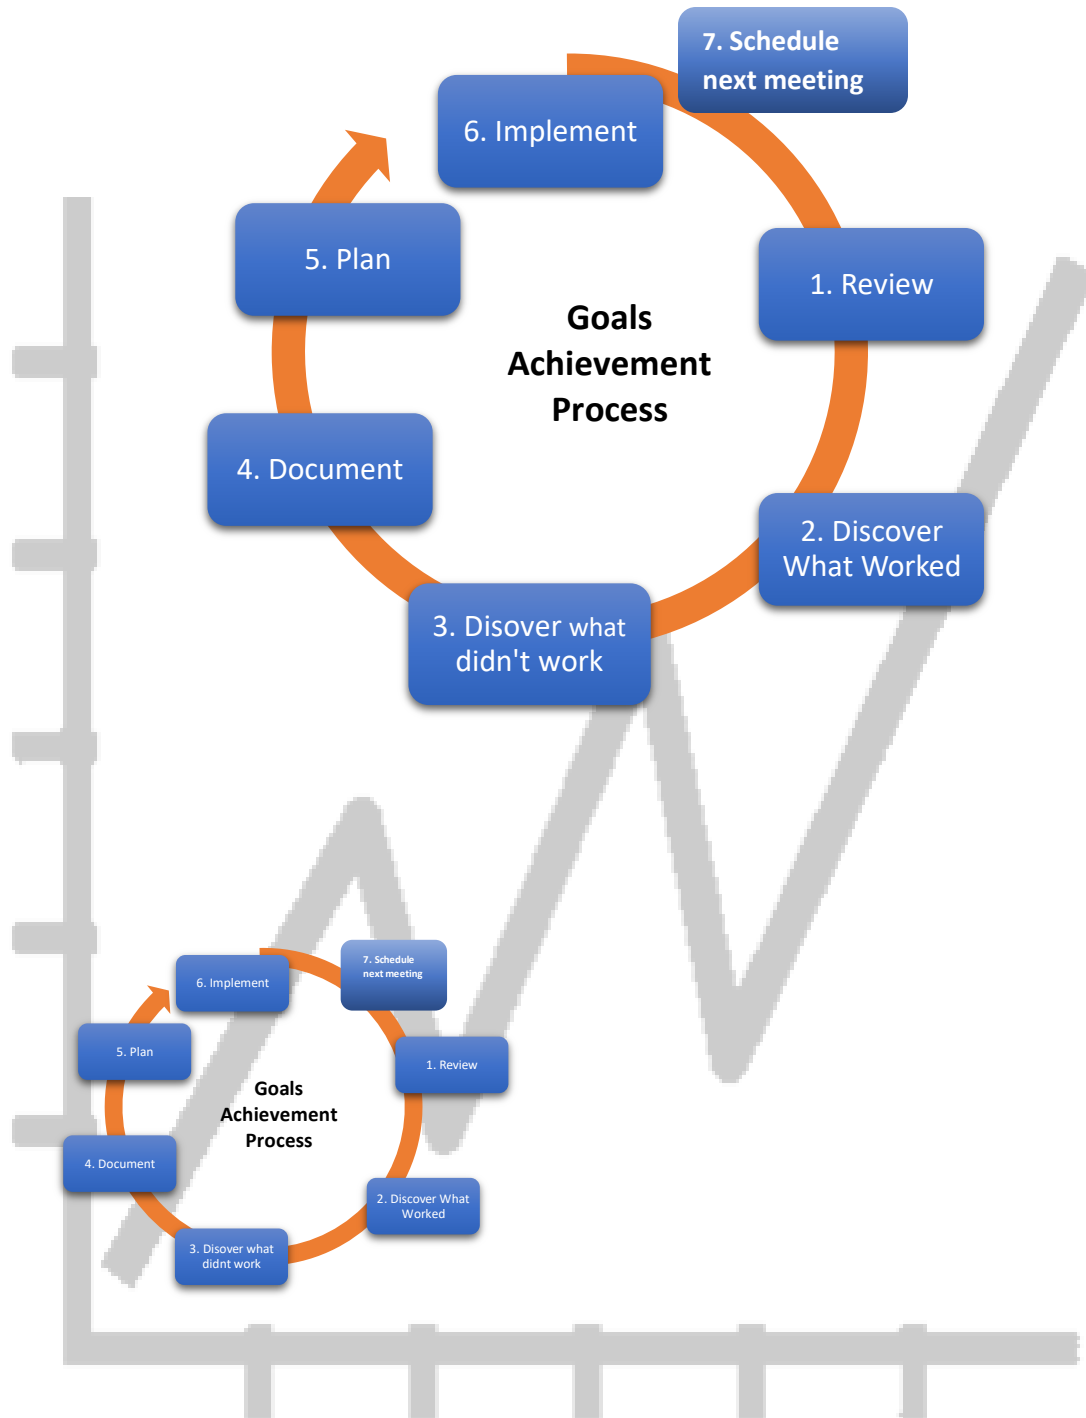 7. Schedule
next meeting
6. Implement
5. Plan
1. Review
Goals
Achievement
Process
4. Document
2. Discover
What Worked
3. Disover what
didn't work
7. Schedule
next meeting
6. Implement
5. Plan
1. Review
Goals
Achievement
Process
4. Document
2. Discover What
Worked
3. Disover what
didnt work